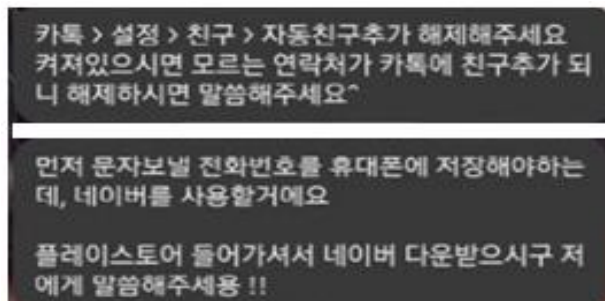 카톡 > 설정 > 친구 > 자동친구추가 해제해주세요
켜져있으시면 모르는 연락처가 카톡에 친구추가 되
니 해제하시면 말씀해주세요^
먼저 문자보낼 전화번호를 휴대폰에 저장해야하는
데, 네이버를 사용할거에요
플레이스토어 들어가셔서 네이버 다운받으시구 저
에게 말씀해주세용 !!